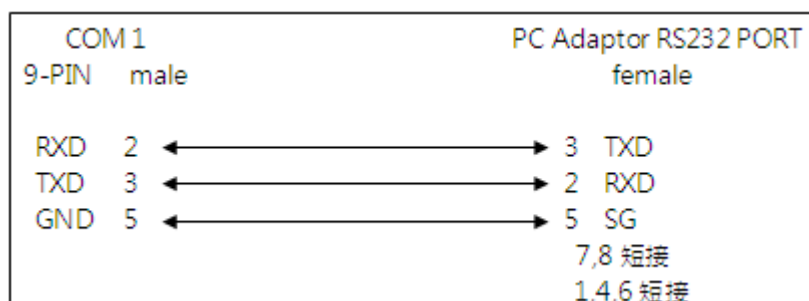 COM 1 PC Adaptor RS232 PORT
9-PIN male female
RXD 2 3 TXD
TXD 3 2 RXD
GND 5 5 SG
7,8 短接
1.4.6 短接